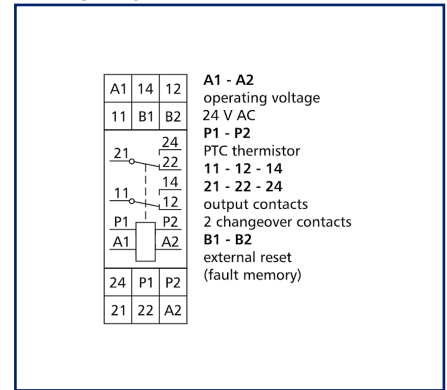 A1 14 12
11 B1 B2
24
21
22
14
11
12
P1 P2
A1 A2
24 P1 P2
21 22 A2
A1 - A2
operating voltage
24 V AC
P1 - P2
PTC thermistor
11 - 12 - 14
21 - 22 - 24
output contacts
2 changeover contacts
B1 - B2
external reset
(fault memory)